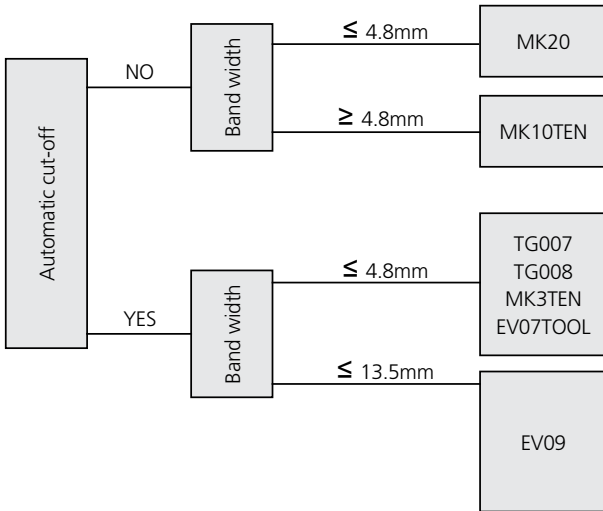 Automatic cut-off
NO
Band width
≤ 4.8mm
MK20
≥ 4.8mm
MK10TEN
YES
Band width
≤ 4.8mm
TG007
TG008
MK3TEN
EV07TOOL
≤ 13.5mm
EV09